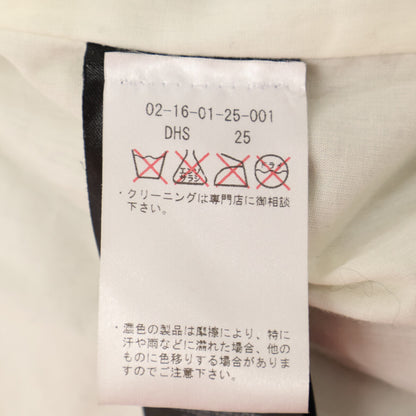 02-16-01-25-001
DHS 25
エンソ
サラシ
ドライ
・クリーニングは専門店に御相談
下さい。
・濃色の製品は摩擦により、特に
汗や雨などに濡れた場合、他の
ものに色移りする場合があります
のでご注意下さい。